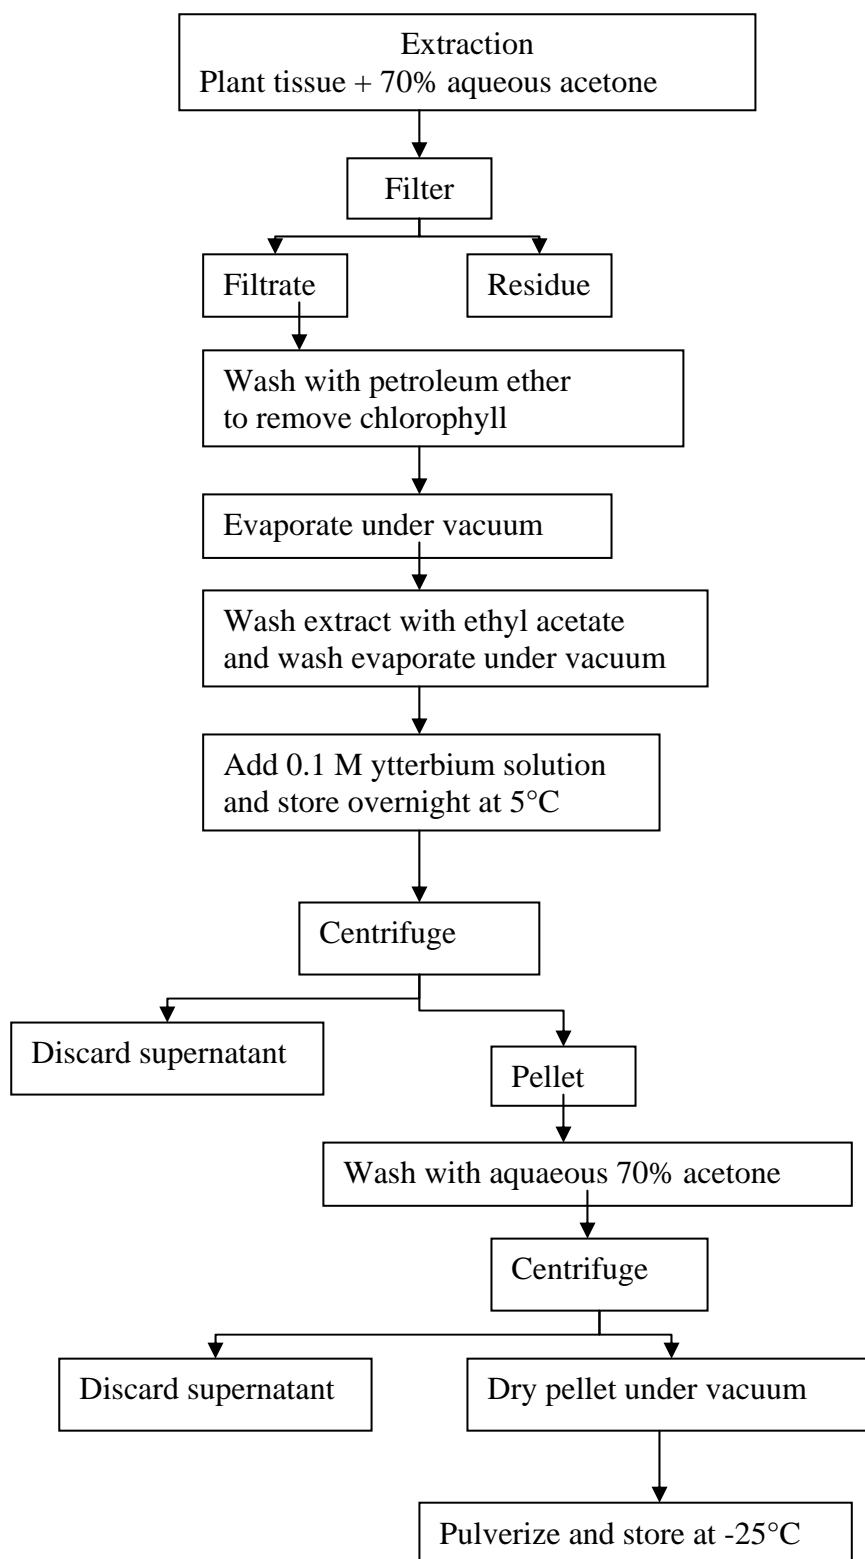 Extraction
Plant tissue + 70% aqueous acetone
Filter
Filtrate
Residue
Wash with petroleum ether
to remove chlorophyll
Evaporate under vacuum
Wash extract with ethyl acetate
and wash evaporate under vacuum
Add 0.1 M ytterbium solution
and store overnight at 5°C
Centrifuge
Discard supernatant
Pellet
Wash with aquaeous 70% acetone
Centrifuge
Discard supernatant
Dry pellet under vacuum
Pulverize and store at -25°C